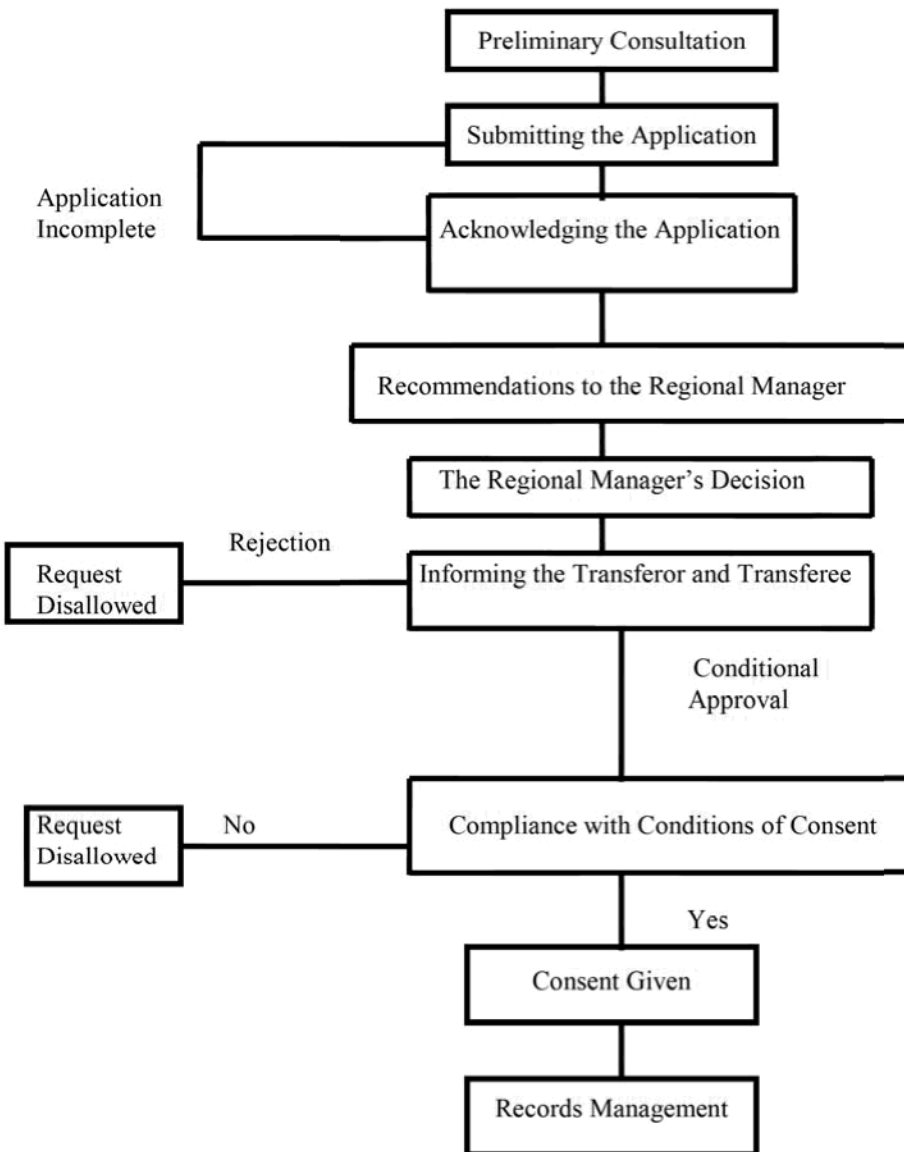 Preliminary Consultation
Submitting the Application
Application
Incomplete
Acknowledging the Application
Recommendations to the Regional Manager
The Regional Manager’s Decision
Rejection
Informing the Transferor and Transferee
Request
Disallowed
Conditional
Approval
Request
Disallowed
No
Compliance with Conditions of Consent
Yes
Consent Given
Records Management